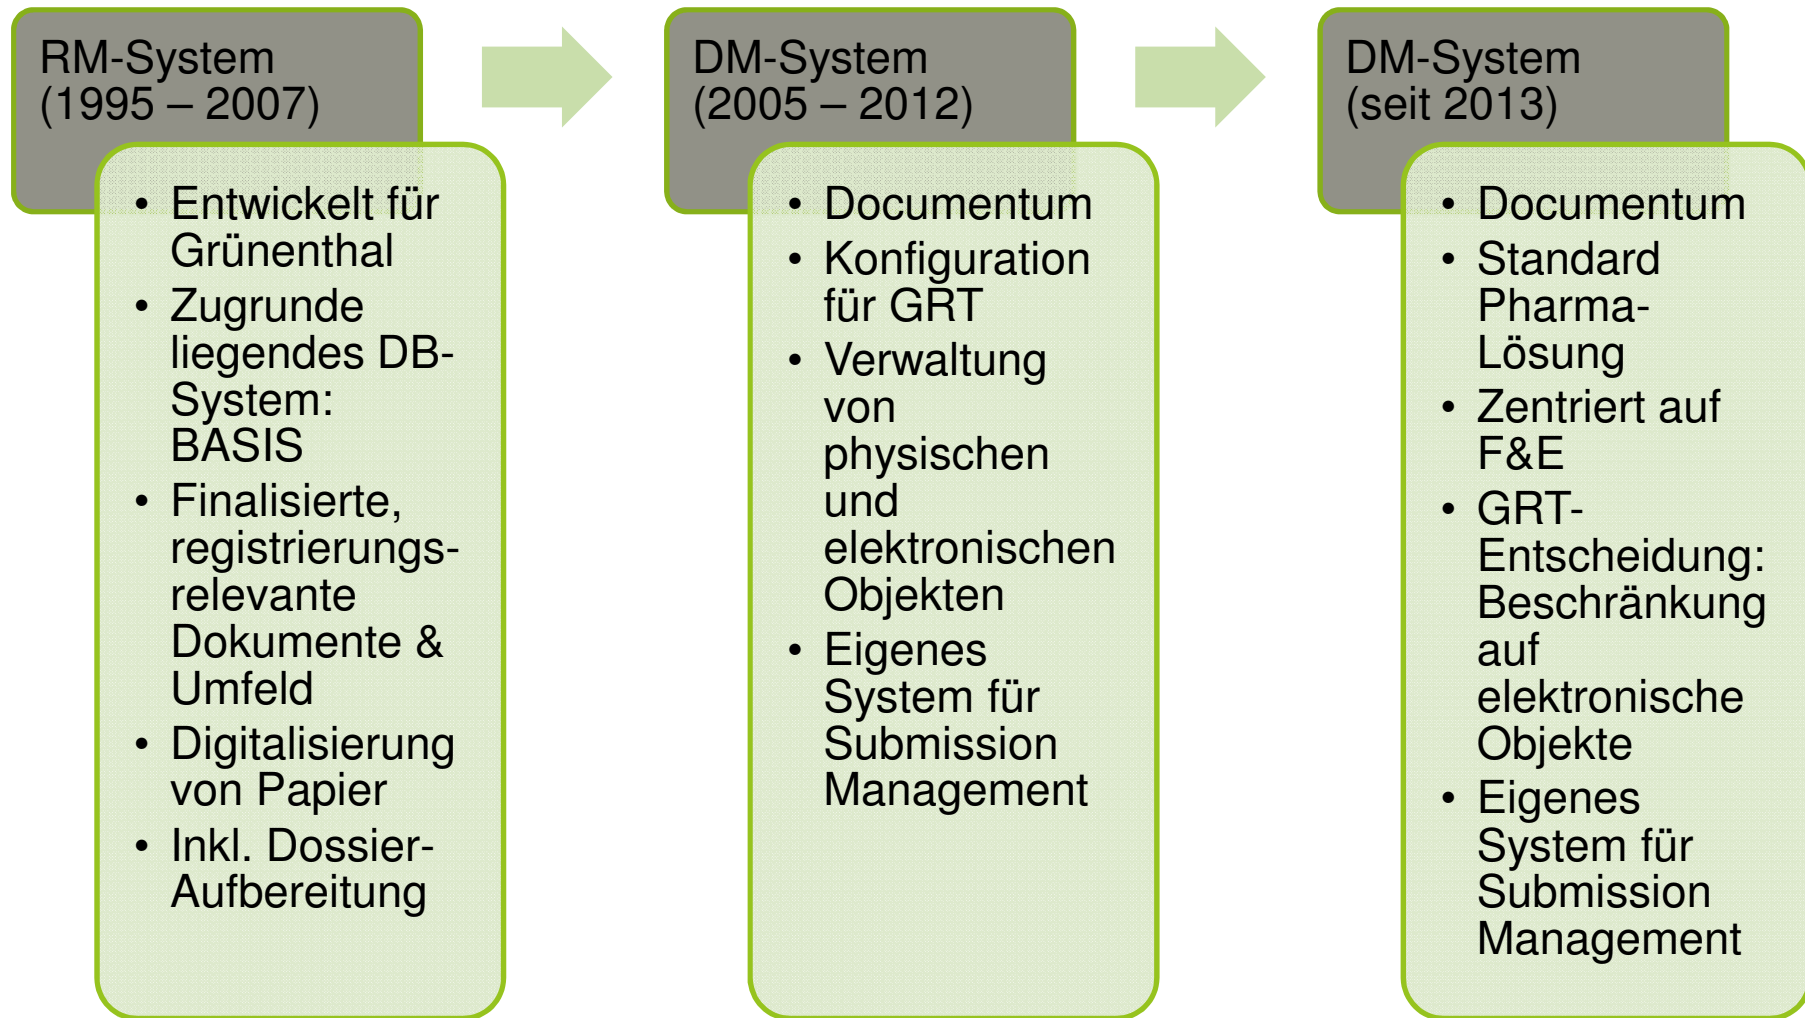 RM-System
(1995 – 2007)
• Entwickelt für
Grünenthal
• Zugrunde
liegendes DB-
System:
BASIS
• Finalisierte,
registrierungs-
relevante
Dokumente &
Umfeld
• Digitalisierung
von Papier
• Inkl. Dossier-
Aufbereitung
DM-System
(2005 – 2012)
• Documentum
• Konfiguration
für GRT
• Verwaltung
von
physischen
und
elektronischen
Objekten
• Eigenes
System für
Submission
Management
DM-System
(seit 2013)
• Documentum
• Standard
Pharma-
Lösung
• Zentriert auf
F&E
• GRT-
Entscheidung:
Beschränkung
auf
elektronische
Objekte
• Eigenes
System für
Submission
Management